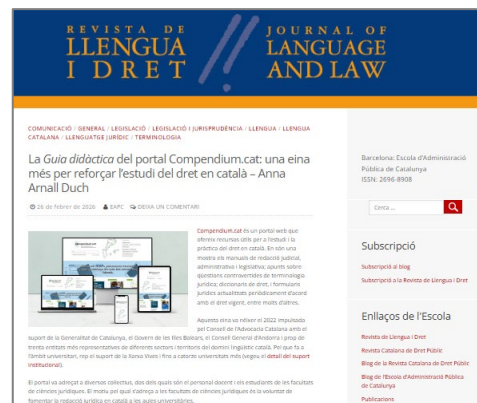 REVISTA DE
LLENGUA
I DRET
JOURNAL OF
LANGUAGE
AND LAW
COMUNICACIÓ / GENERAL / LEGISLACIÓ / LEGISLACIÓ I JURISPRUDÈNCIA / LLENGUA / LLENGUA
CATALANA / LLENGUATGE JURÍDIC / TERMINOLOGIA
La Guia didàctica del portal Compendium.cat: una eina
més per reforçar l'estudi del dret en català – Anna
Arnall Duch
26 de febrer de 2026 EAPC DEIXA UN COMENTARI
Compendium.cat és un portal web que
ofereix recursos útils per a l'estudi i la
pràctica del dret en català. En són una
mostra els manuals de redacció judicial,
administrativa i legislativa; apunts sobre
qüestions controvertides de terminologia
jurídica; diccionaris de dret, i formularis
jurídics actualitzats periòdicament d'acord
amb el dret vigent, entre molts d'altres.
Aquesta eina va néixer el 2022 impulsada
pel Consell de l'Advocacia Catalana amb el
suport de la Generalitat de Catalunya, el Govern de les Illes Balears, el Consell General d'Andorra i prop de
trenta entitats més representatives de diferents sectors i territoris del domini lingüístic català. Pel que fa a
l'àmbit universitari, rep el suport de la Xarxa Vives i fins a catorze universitats més (vegeu el detall del suport
institucional).
El portal va adreçat a diversos col·lectius, dos dels quals són el personal docent i els estudiants de les facultats
de ciències jurídiques. El motiu pel qual s'adreça a les facultats de ciències jurídiques és la voluntat de
fomentar la redacció jurídica en català a les aules universitàries.
Barcelona: Escola d'Administració
Pública de Catalunya
ISSN: 2696-8908
Cerca ...
Subscripció
Subscripció al blog
Subscripció a la Revista de Llengua i Dret
Enllaços de l'Escola
Revista de Llengua i Dret
Revista Catalana de Dret Públic
Blog de la Revista Catalana de Dret Públic
Blog de l'Escola d'Administració Pública
de Catalunya
Publicacions